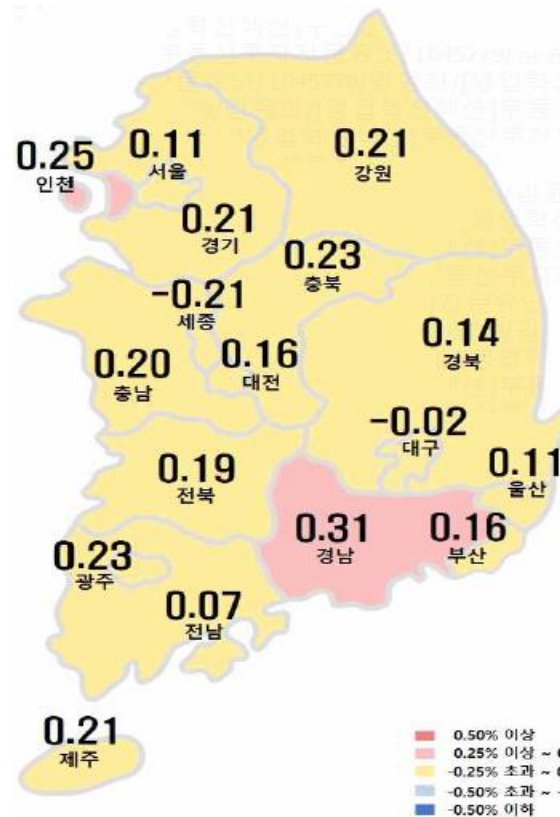 0.25
인천
0.11
서울
0.21
강원
0.21
경기
0.23
충북
-0.21
세종
0.20
충남
0.16
대전
0.14
경북
-0.02
대구
0.11
울산
0.19
전북
0.31
경남
0.16
부산
0.23
광주
0.07
전남
0.21
제주
0.50% 이상
0.25% 이상 ~
-0.25% 초과 ~
-0.50% 초과 ~ -
-0.50% 이하